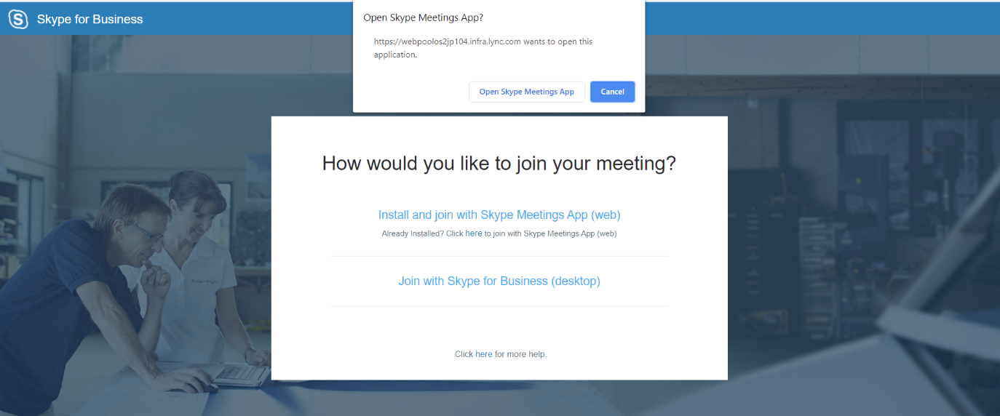 Skype for Business
Open Skype Meetings App?
https://webpoolos2jp104.infra.lync.com wants to open this
application.
Open Skype Meetings App
Cancel
How would you like to join your meeting?
Install and join with Skype Meetings App (web)
Already Installed? Click here to join with Skype Meetings App (web)
Join with Skype for Business (desktop)
Click here for more help.